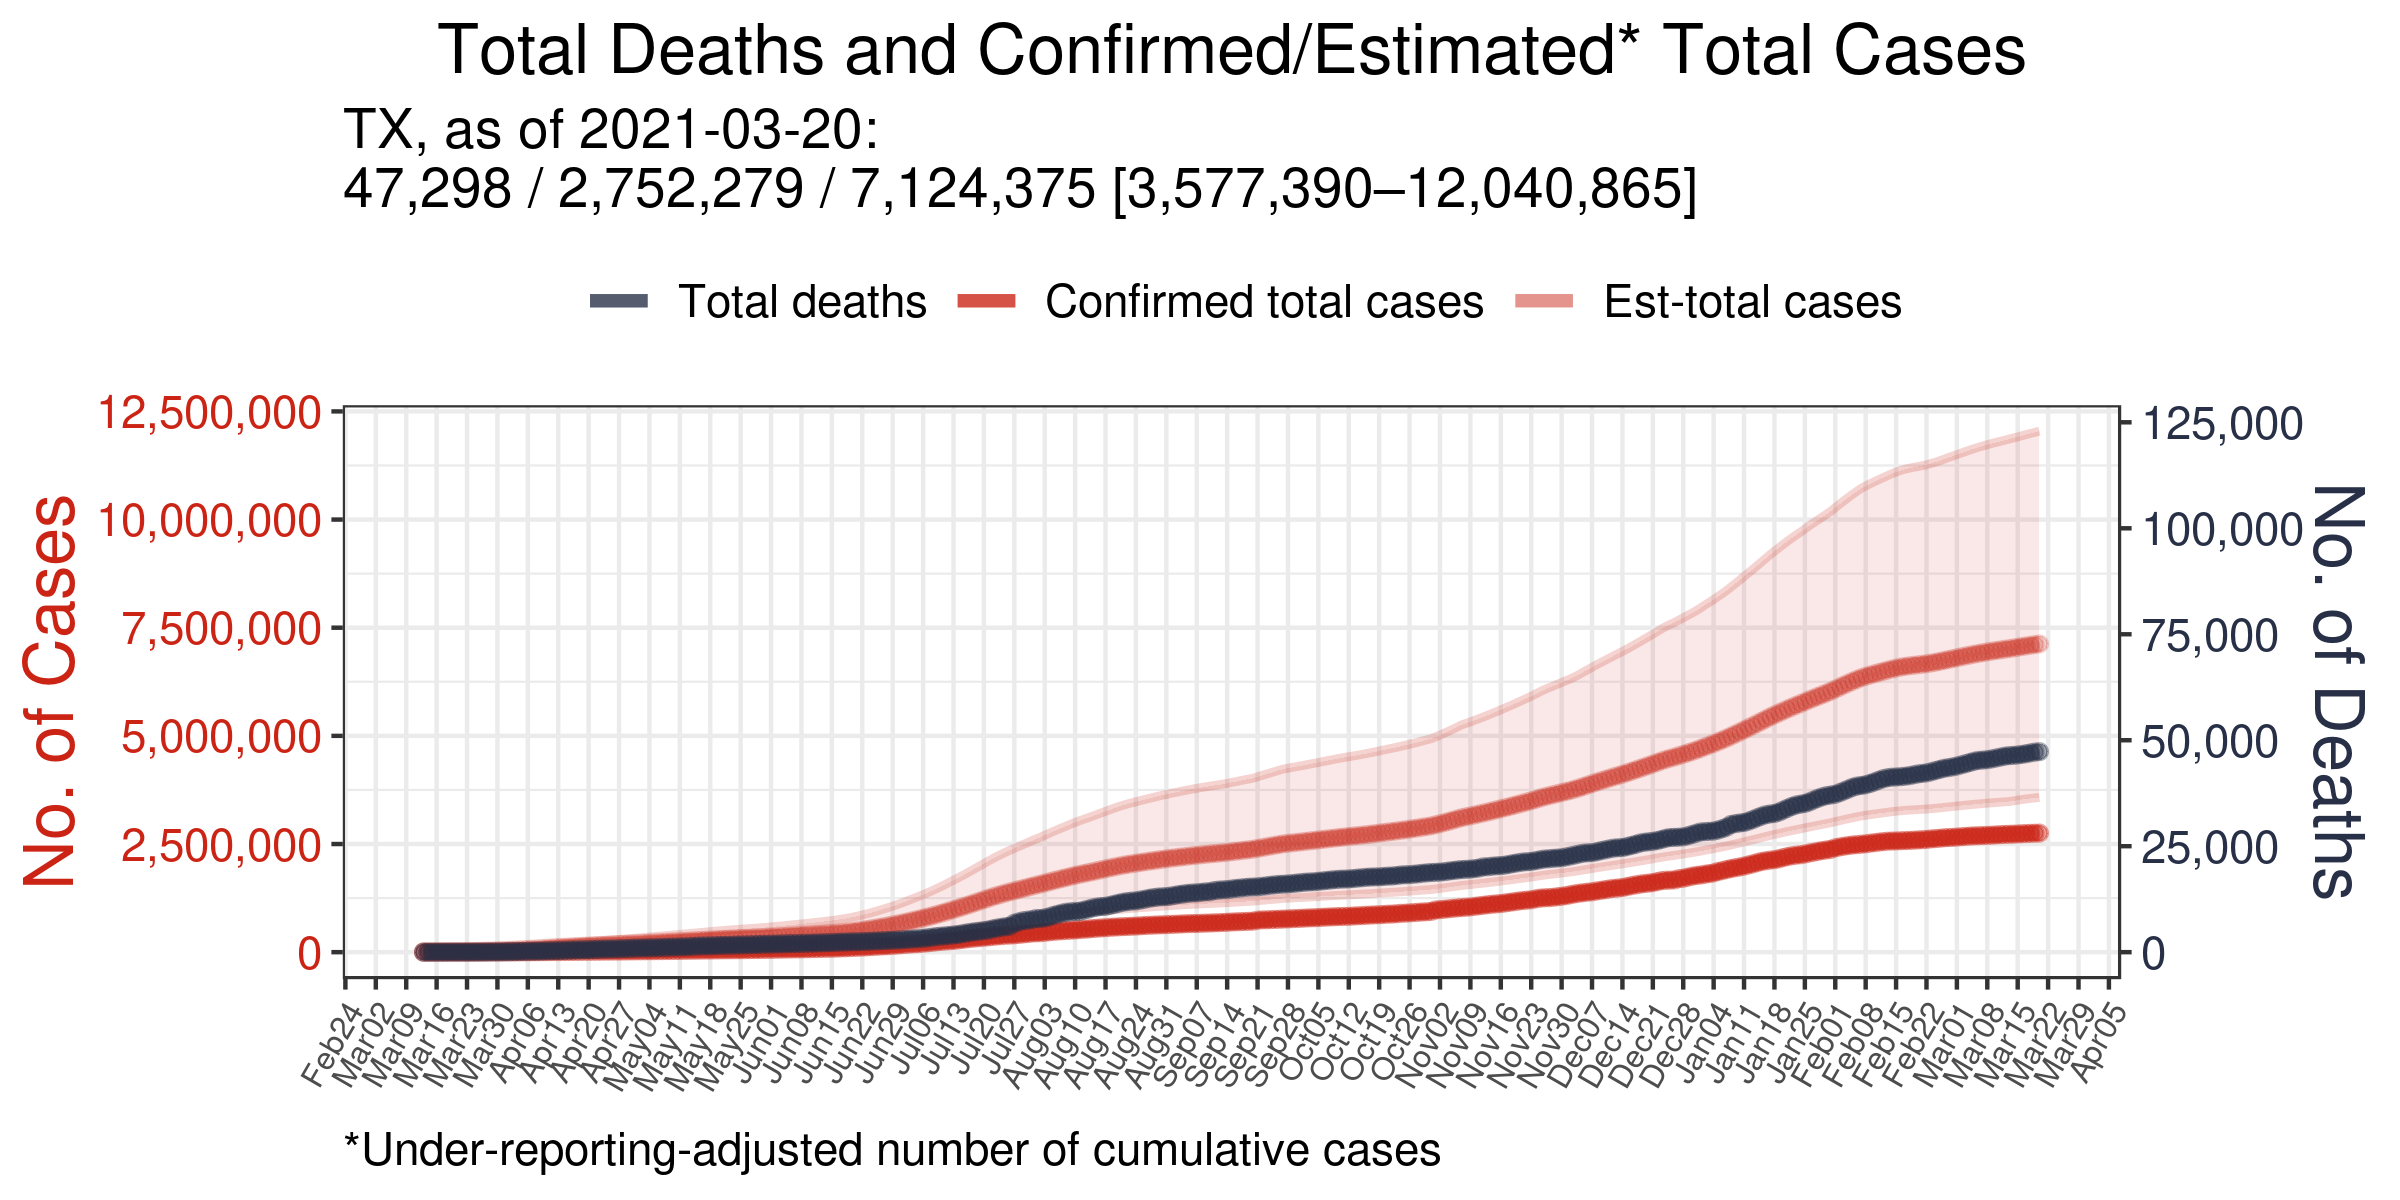 Total Deaths and Confirmed/Estimated* Total Cases
TX, as of 2021-03-20:
47,298 / 2,752,279 / 7,124,375 [3,577,390–12,040,865]
Total deaths
Confirmed total cases
Est-total cases
No. of Cases
12,500,000
10,000,000
7,500,000
5,000,000
2,500,000
0
125,000
100,000
75,000
50,000
25,000
0
No. of Deaths
Feb24
Mar02
Mar09
Mar16
Mar23
Mar30
Apr06
Apr13
Apr20
Apr27
May04
May11
May18
May25
Jun01
Jun08
Jun15
Jun22
Jun29
Jul06
Jul13
Jul20
Jul27
Aug03
Aug10
Aug17
Aug24
Aug31
Sep07
Sep14
Sep21
Sep28
Oct05
Oct12
Oct19
Oct26
Nov02
Nov09
Nov16
Nov23
Nov30
Dec07
Dec14
Dec21
Dec28
Jan04
Jan11
Jan18
Jan25
Feb01
Feb08
Feb15
Feb22
Mar01
Mar08
Mar15
Mar22
Mar29
Apr05
*Under-reporting-adjusted number of cumulative cases